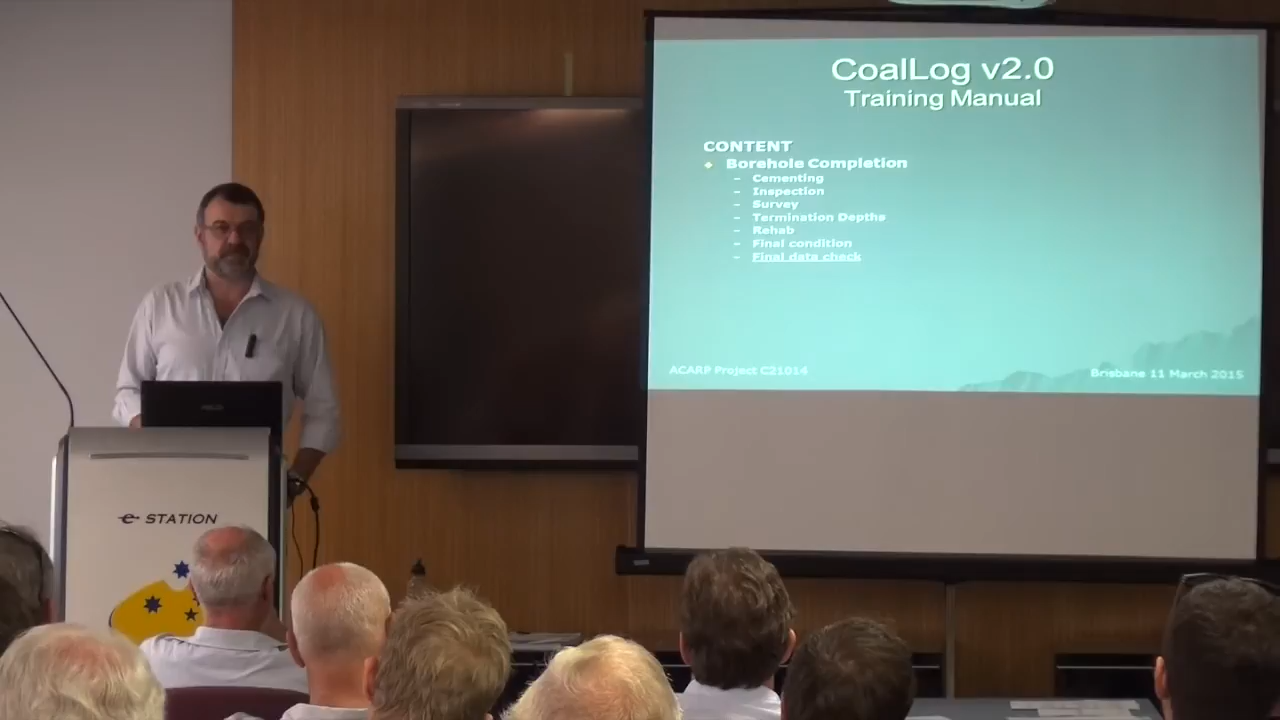 CoalLog v2.0
Training Manual
CONTENT
Borehole Completion
– Cementing
– Inspection
– Survey
– Termination Depths
– Rehab
– Final condition
– Final data check
ACARP Project C21014
Brisbane 11 March 2015
e- STATION